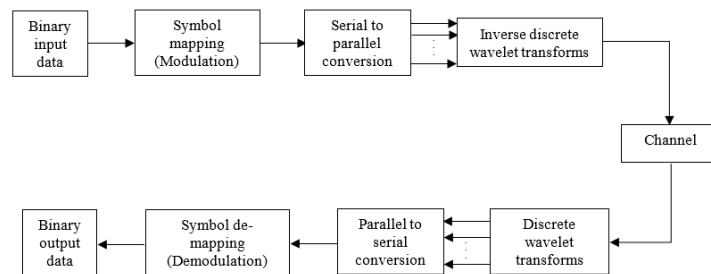 Binary
input
data
Symbol
mapping
(Modulation)
Serial to
parallel
conversion
Inverse discrete
wavelet transforms
Channel
Binary
output
data
Symbol de-
mapping
(Demodulation)
Parallel to
serial
conversion
Discrete
wavelet
transforms